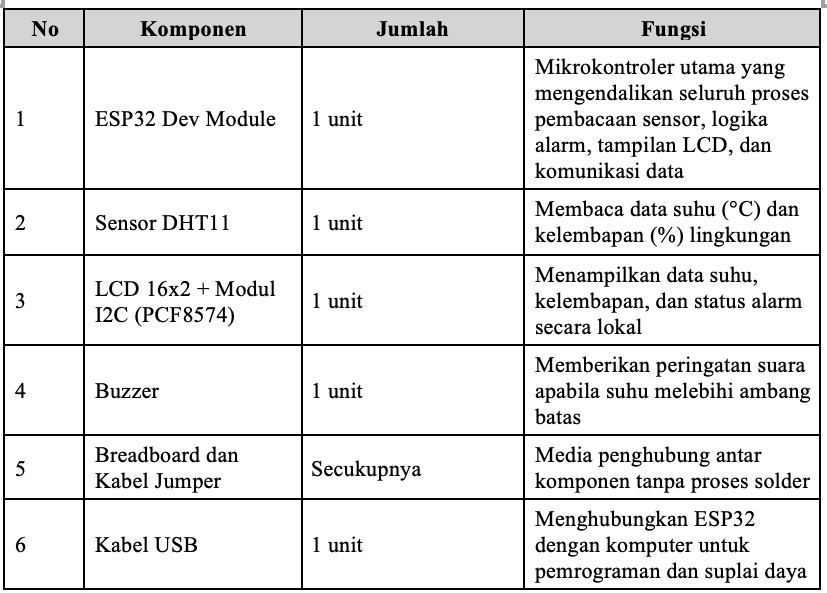 No Komponen Jumlah Fungsi
1 ESP32 Dev Module 1 unit Mikrokontroler utama yang
mengendalikan seluruh proses
pembacaan sensor, logika
alarm, tampilan LCD, dan
komunikasi data
2 Sensor DHT11 1 unit Membaca data suhu (°C) dan
kelembapan (%) lingkungan
3 LCD 16x2 + Modul
I2C (PCF8574) 1 unit Menampilkan data suhu,
kelembapan, dan status alarm
secara lokal
4 Buzzer 1 unit Memberikan peringatan suara
apabila suhu melebihi ambang
batas
5 Breadboard dan
Kabel Jumper Secukupnya Media penghubung antar
komponen tanpa proses solder
6 Kabel USB 1 unit Menghubungkan ESP32
dengan komputer untuk
pemrograman dan suplai daya